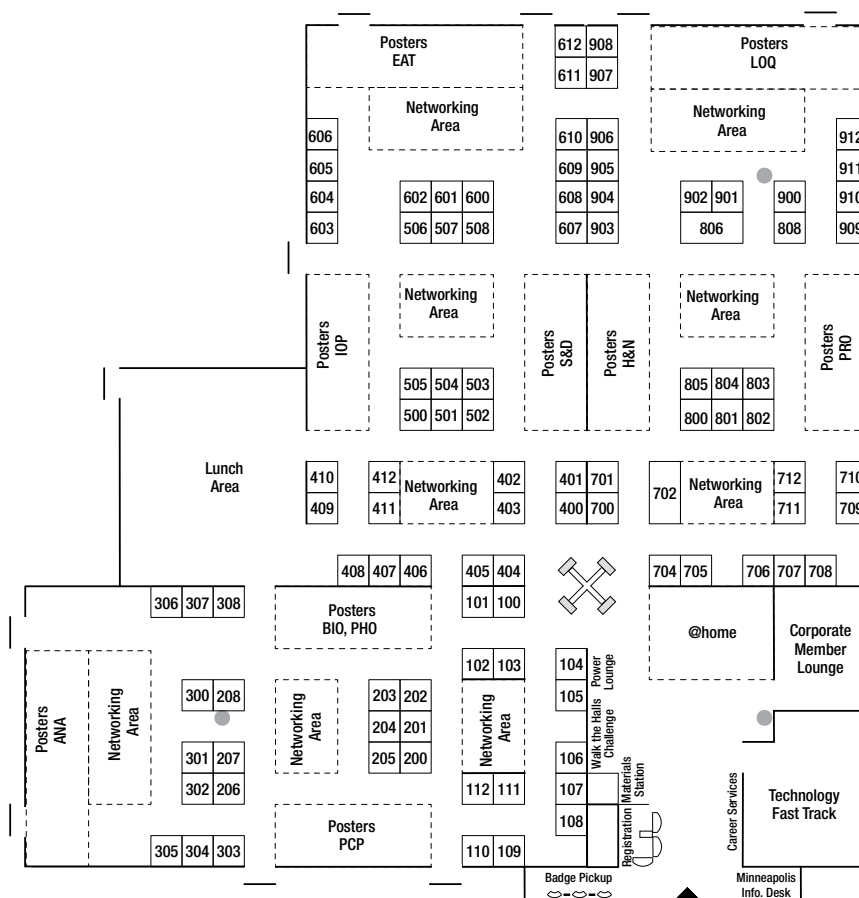 Posters
EAT
612 908
611 907
Posters
LOQ
Networking
Area
Networking
Area
606
605
604
603
610 906
609 905
608 904
607 903
912
911
910
909
602 601 600
506 507 508
902 901
806
900
808
Posters
IOP
Networking
Area
Posters
S&D
Posters
H&N
Networking
Area
Posters
PRO
505 504 503
500 501 502
805 804 803
800 801 802
Lunch
Area
410
409
412
411
Networking
Area
402
403
401 701
400 700
702
Networking
Area
712
711
710
709
408 407 406
405 404
101 100
704 705
706 707 708
306 307 308
Posters
BIO, PHO
@home
Corporate
Member
Lounge
Posters
ANA
Networking
Area
300 208
301 207
302 206
Networking
Area
203 202
204 201
205 200
102 103
Networking
Area
112 111
104
105
106
107
108
Power
Lounge
Walk the Halls
Challenge
Materials
Station
Registration
Career Services
Technology
Fast Track
305 304 303
Posters
PCP
110 109
Badge Pickup
Minneapolis
Info. Desk